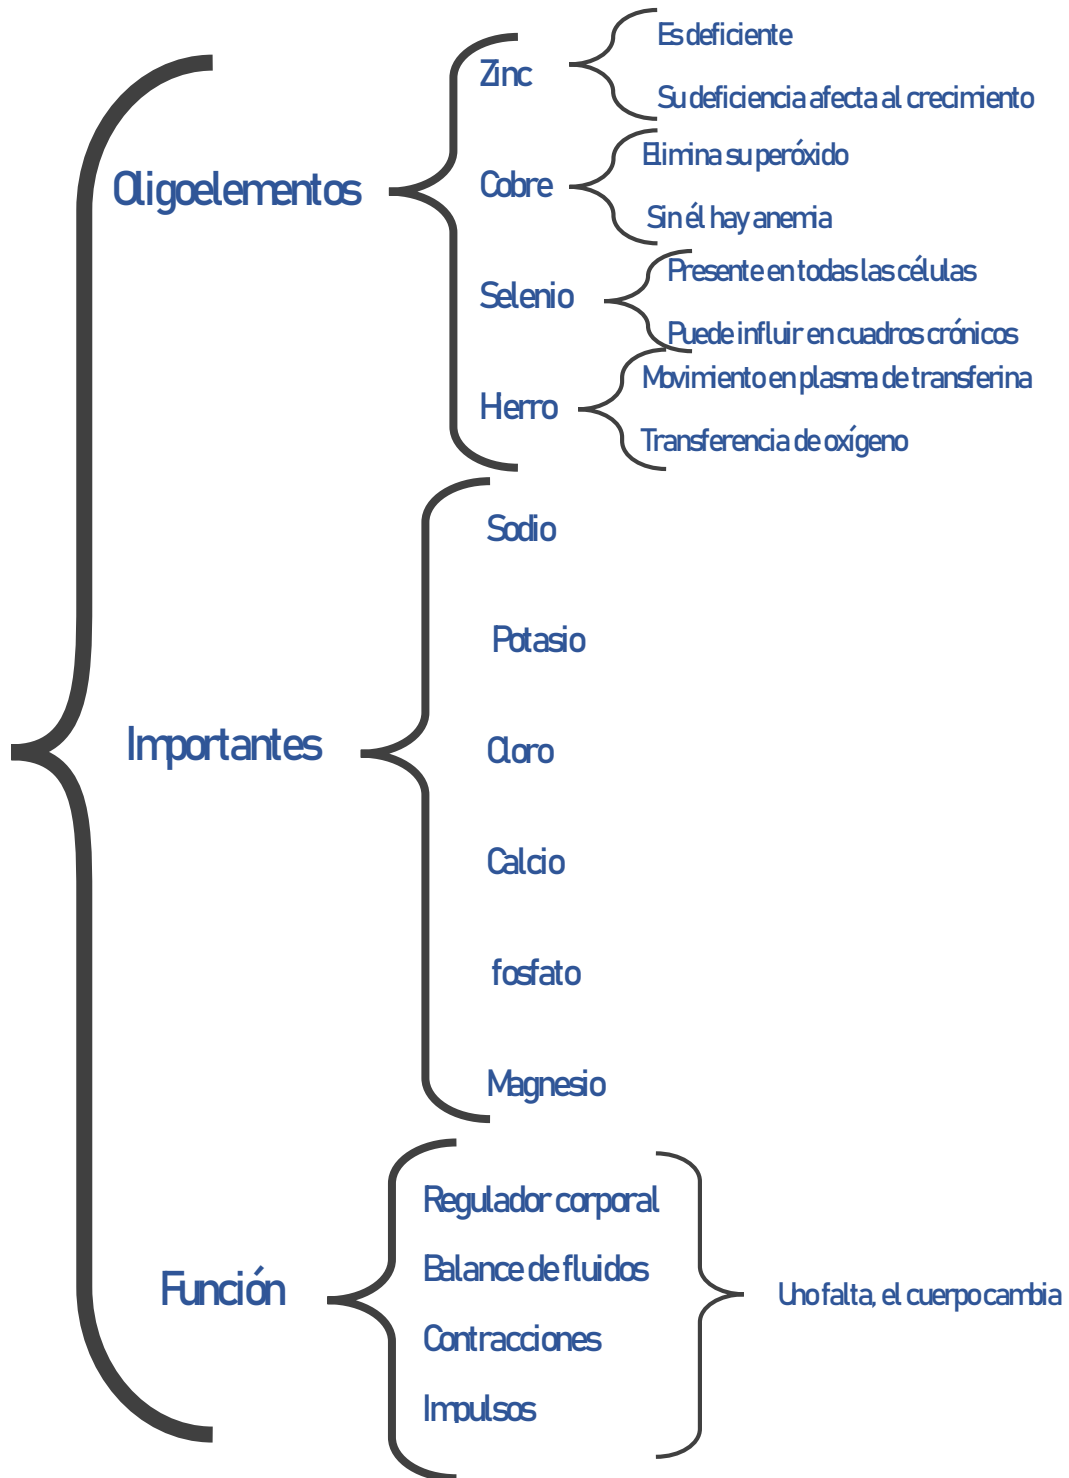 Oligoelementos
Zinc
Es deficiente
Su deficiencia afecta al crecimiento
Cobre
Elimina su peróxido
Sin él hay anemia
Selenio
Presente en todas las células
Puede influir en cuadros crónicos
Hierro
Movimiento en plasma de transferina
Transferencia de oxígeno
Importantes
Sodio
Potasio
Cloro
Calcio
fosfato
Magnesio
Función
Regulador corporal
Balance de fluidos
Contracciones
Impulsos
Uno falta, el cuerpo cambia